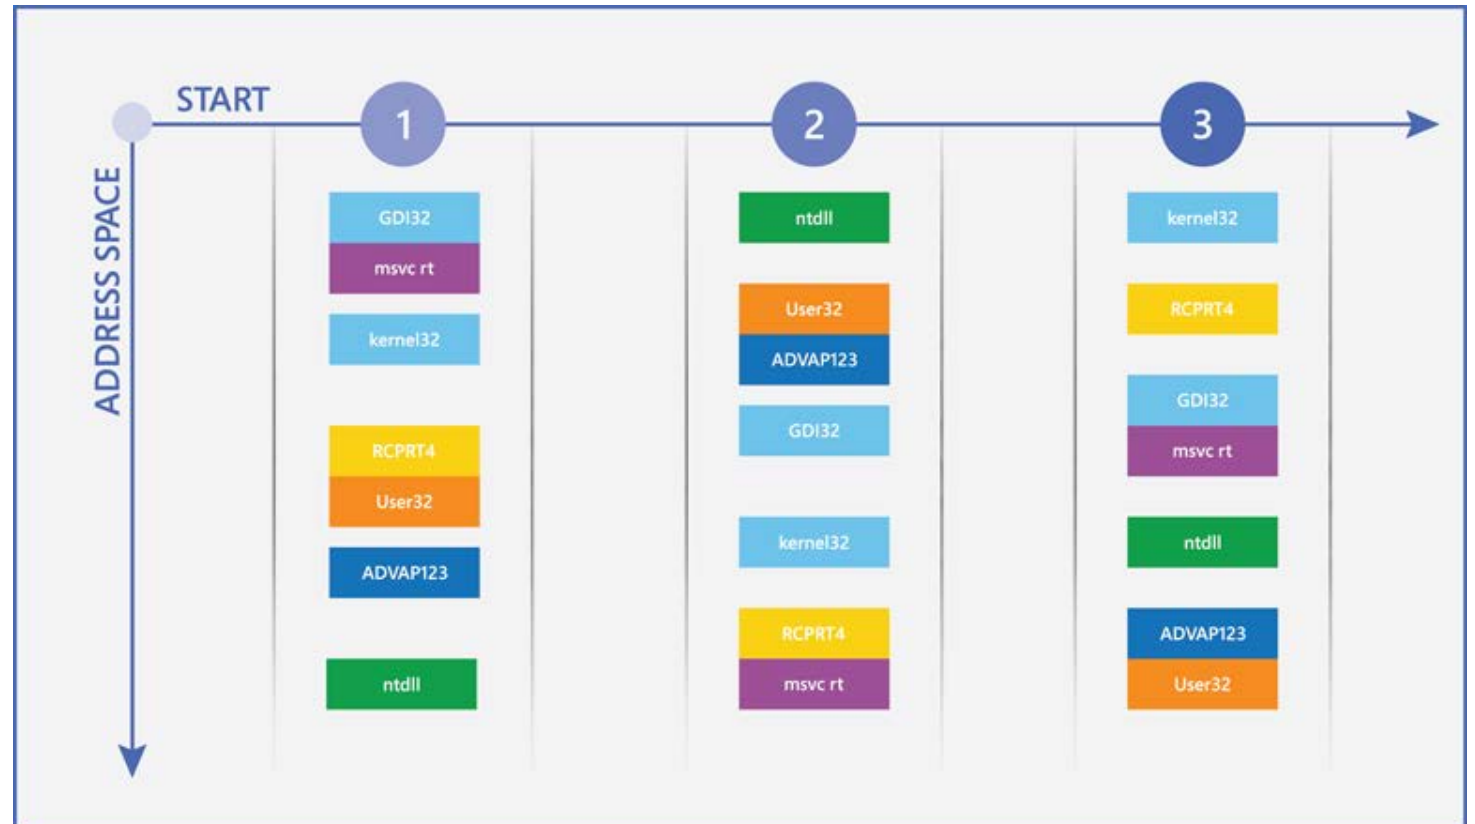 START
1
2
3
ADDRESS SPACE
GDI32
msvc rt
kernel32
RCPRT4
User32
ADVAP123
ntdll
ntdll
User32
ADVAP123
GDI32
kernel32
RCPRT4
msvc rt
kernel32
RCPRT4
GDI32
msvc rt
ntdll
ADVAP123
User32